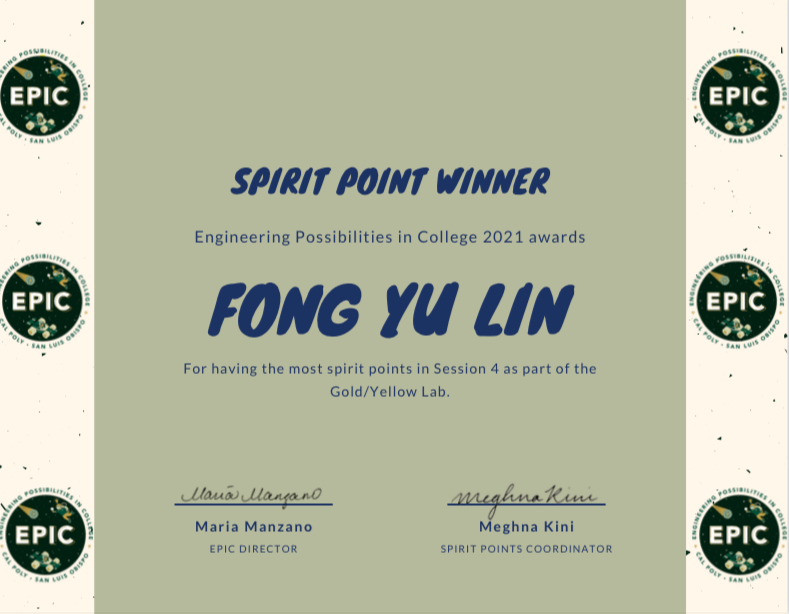 SPIRIT POINT WINNER
Engineering Possibilities in College 2021 awards
FONG YU LIN
For having the most spirit points in Session 4 as part of the
Gold/Yellow Lab.
Maria Manzano
Meghna Kini
Maria Manzano
Meghna Kini
EPIC DIRECTOR
SPIRIT POINTS COORDINATOR
ENGINEERING POSSIBILITIES IN COLLEGE
EPIC
CAL POLY · SAN LUIS OBISPO
ENGINEERING POSSIBILITIES IN COLLEGE
EPIC
CAL POLY · SAN LUIS OBISPO
ENGINEERING POSSIBILITIES IN COLLEGE
EPIC
CAL POLY · SAN LUIS OBISPO
ENGINEERING POSSIBILITIES IN COLLEGE
EPIC
CAL POLY · SAN LUIS OBISPO
ENGINEERING POSSIBILITIES IN COLLEGE
EPIC
CAL POLY · SAN LUIS OBISPO
ENGINEERING POSSIBILITIES IN COLLEGE
EPIC
CAL POLY · SAN LUIS OBISPO